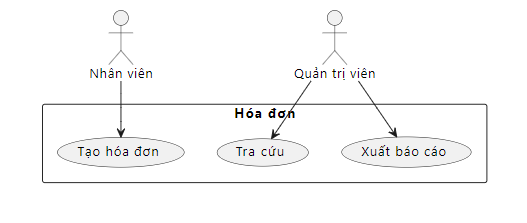 Nhân viên
Quản trị viên
Hóa đơn
Tạo hóa đơn
Tra cứu
Xuất báo cáo